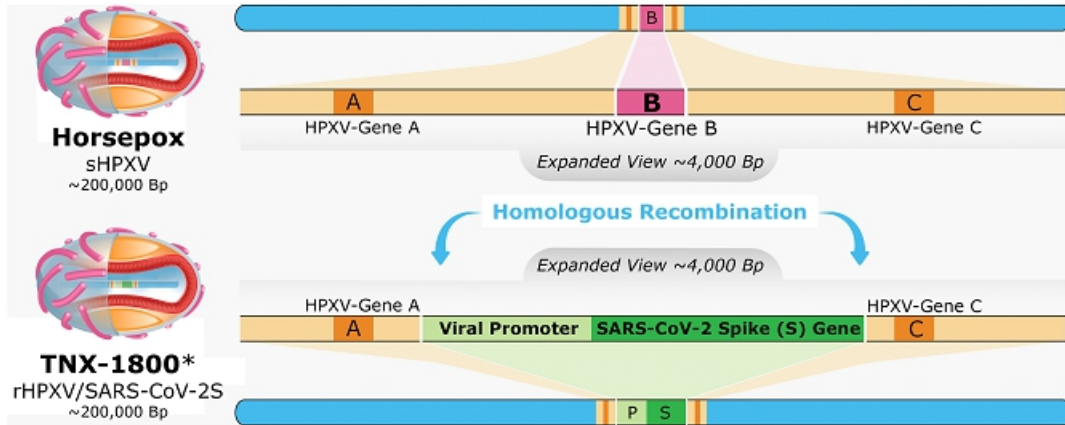 B
A
B
C
HPXV-Gene A
HPXV-Gene B
HPXV-Gene C
Horsepox
sHPXV
~200,000 Bp
Expanded View ~4,000 Bp
Homologous Recombination
Expanded View ~4,000 Bp
HPXV-Gene A
HPXV-Gene C
A
Viral Promoter
SARS-CoV-2 Spike (S) Gene
C
TNX-1800*
rHPXV/SARS-CoV-2S
~200,000 Bp
P
S